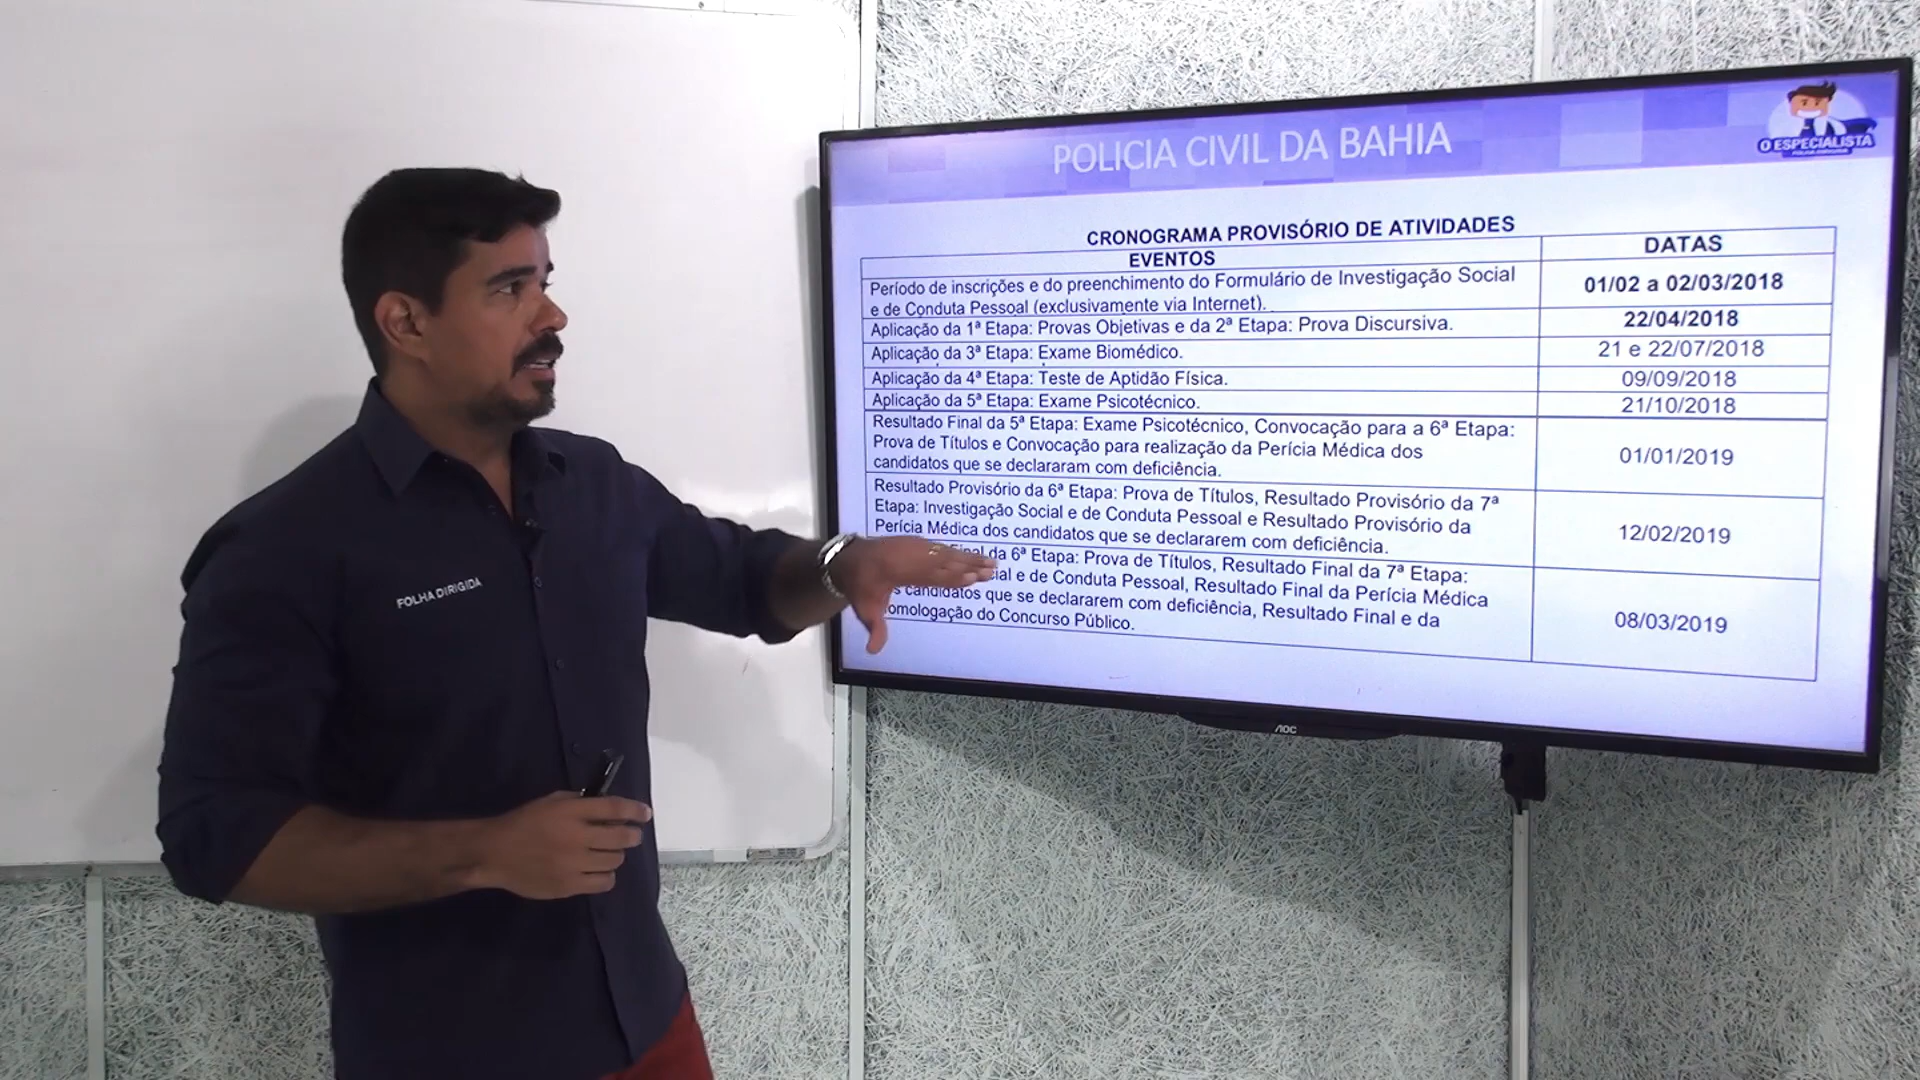 POLICIA CIVIL DA BAHIA
O ESPECIALISTA
CRONOGRAMA PROVISÓRIO DE ATIVIDADES
EVENTOS
DATAS
Período de inscrições e do preenchimento do Formulário de Investigação Social
e de Conduta Pessoal (exclusivamente via Internet).
01/02 a 02/03/2018
Aplicação da 1ª Etapa: Provas Objetivas e da 2ª Etapa: Prova Discursiva.
22/04/2018
Aplicação da 3ª Etapa: Exame Biomédico.
21 e 22/07/2018
Aplicação da 4ª Etapa: Teste de Aptidão Física.
09/09/2018
Aplicação da 5ª Etapa: Exame Psicotécnico.
21/10/2018
Resultado Final da 5ª Etapa: Exame Psicotécnico, Convocação para a 6ª Etapa:
Prova de Títulos e Convocação para realização da Perícia Médica dos
candidatos que se declararam com deficiência.
01/01/2019
Resultado Provisório da 6ª Etapa: Prova de Títulos, Resultado Provisório da 7ª
Etapa: Investigação Social e de Conduta Pessoal e Resultado Provisório da
Perícia Médica dos candidatos que se declararem com deficiência.
12/02/2019
Final da 6ª Etapa: Prova de Títulos, Resultado Final da 7ª Etapa:
e de Conduta Pessoal, Resultado Final da Perícia Médica
candidatos que se declararem com deficiência, Resultado Final e da
omologação do Concurso Público.
08/03/2019
FOLHA DIRIGIDA
AOC